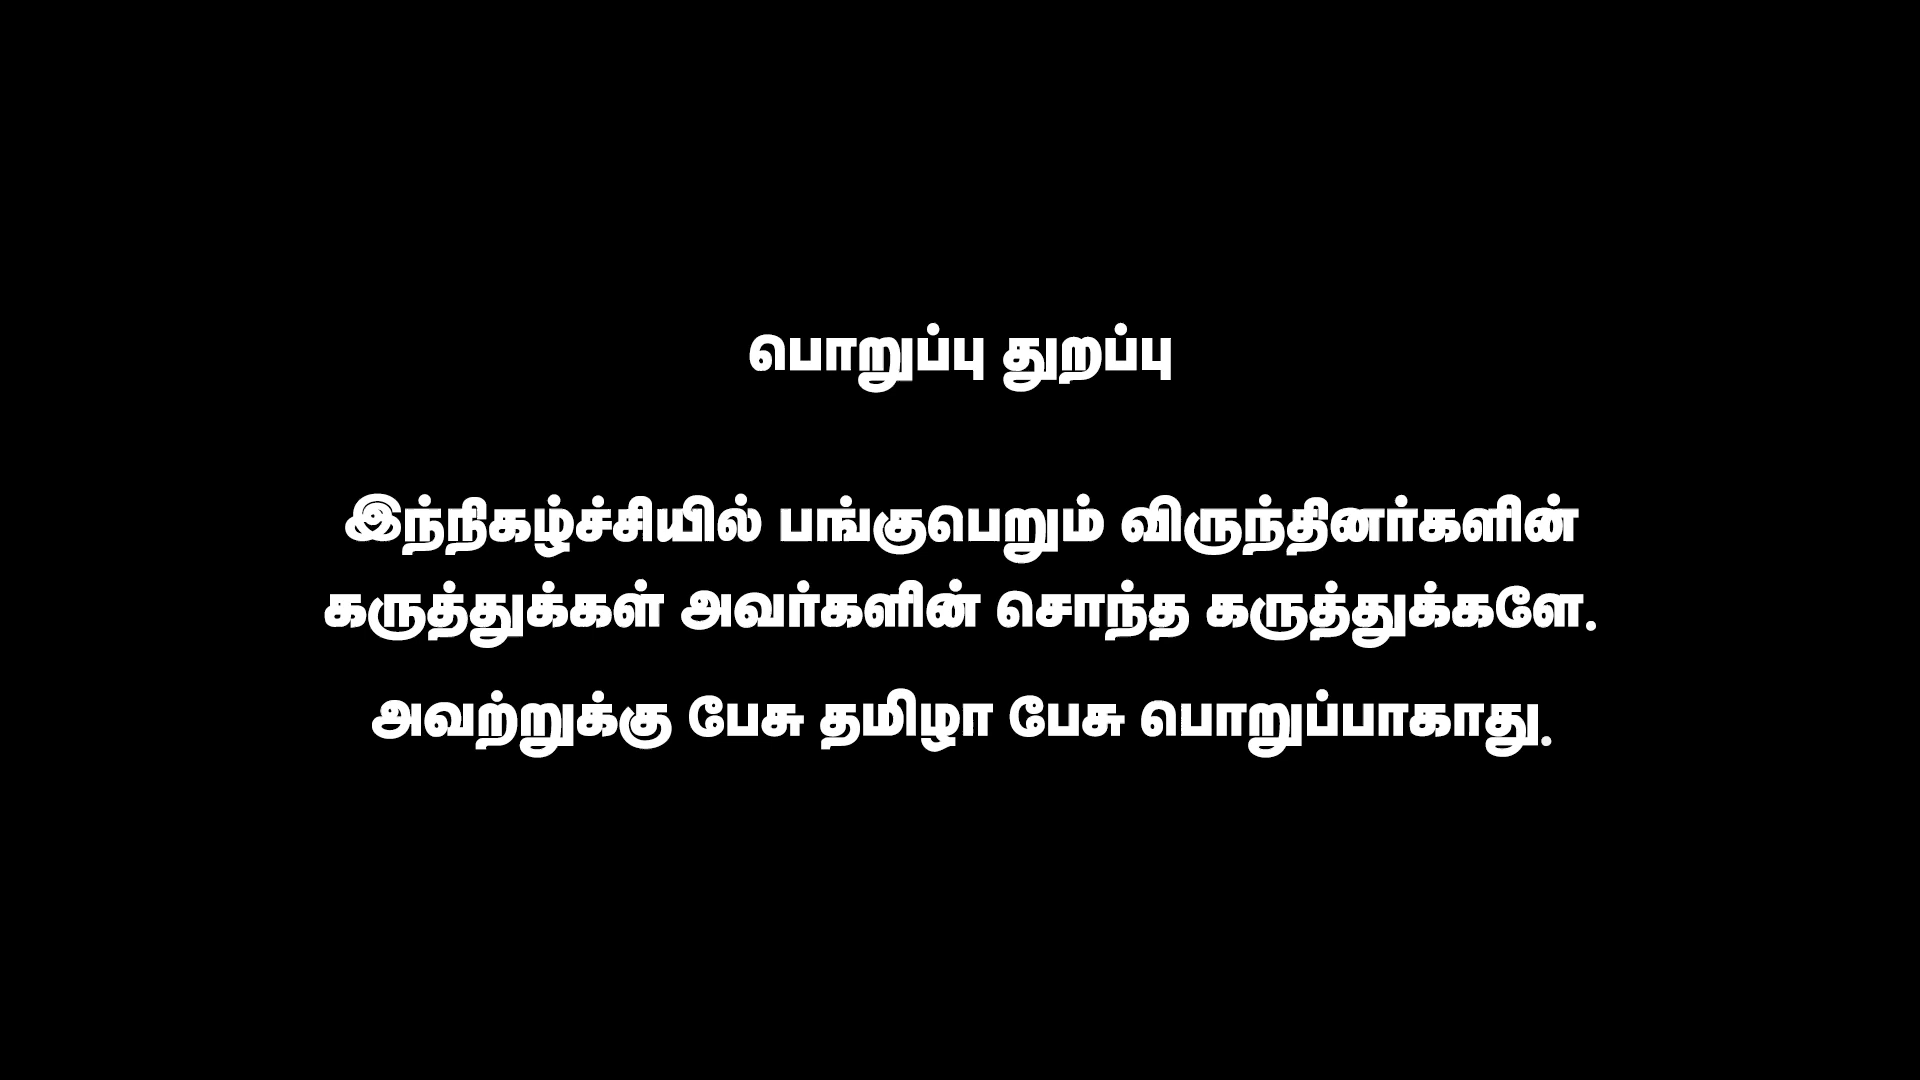 பொறுப்பு துறப்பு
இந்நிகழ்ச்சியில் பங்குபெறும் விருந்தினர்களின்
கருத்துக்கள் அவர்களின் சொந்த கருத்துக்களே.
அவற்றுக்கு பேசு தமிழா பேசு பொறுப்பாகாது.